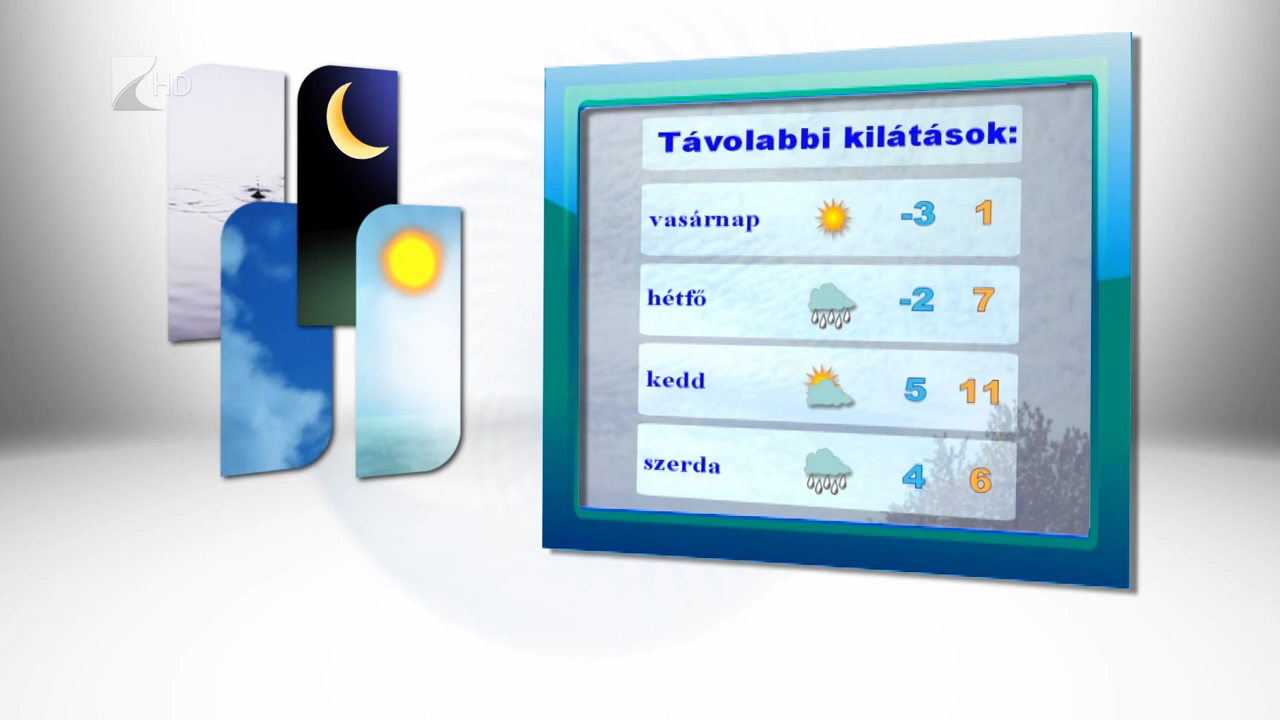 HD
Távolabbi kilátások:
vasárnap -3 1
hétfő -2 7
kedd 5 11
szerda 4 6